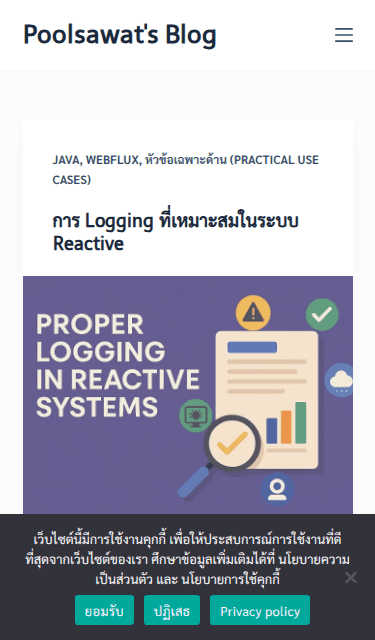 Poolsawat's Blog
JAVA, WEBFLUX, หัวข้อเฉพาะด้าน (PRACTICAL USE
CASES)
การ Logging ที่เหมาะสมในระบบ
Reactive
PROPER
LOGGING
IN REACTIVE
SYSTEMS
เว็บไซต์นี้มีการใช้งานคุกกี้ เพื่อให้ประสบการณ์การใช้งานที่ดี
ที่สุดจากเว็บไซต์ของเรา ศึกษาข้อมูลเพิ่มเติมได้ที่ นโยบายความ
เป็นส่วนตัว และ นโยบายการใช้คุกกี้
ยอมรับ ปฏิเสธ Privacy policy